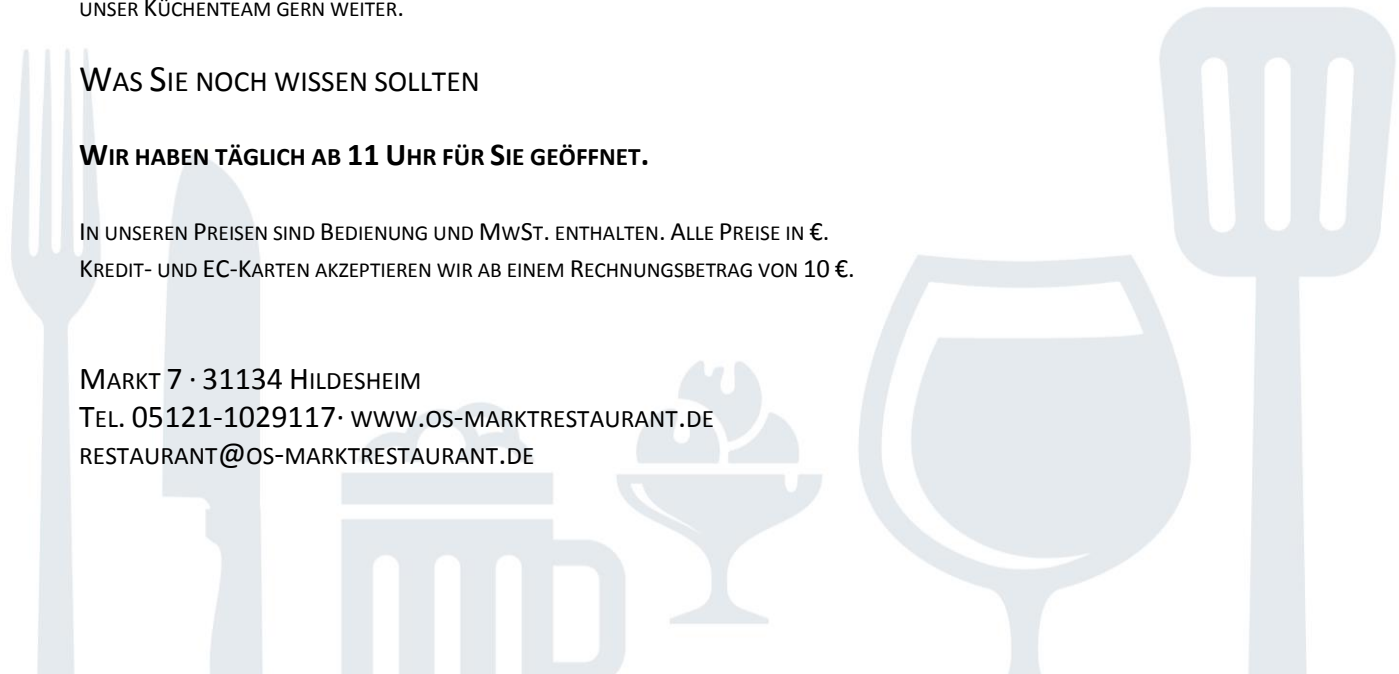 UNSER KÜCHENTEAM GERN WEITER.
WAS SIE NOCH WISSEN SOLLTEN
WIR HABEN TÄGLICH AB 11 UHR FÜR SIE GEÖFFNET.
IN UNSEREN PREISEN SIND BEDIENUNG UND MWST. ENTHALTEN. ALLE PREISE IN €.
KREDIT- UND EC-KARTEN AKZEPTIEREN WIR AB EINEM RECHNUNGSBETRAG VON 10 €.
MARKT 7 · 31134 HILDESHEIM
TEL. 05121-1029117· WWW.OS-MARKTRESTAURANT.DE
RESTAURANT@OS-MARKTRESTAURANT.DE